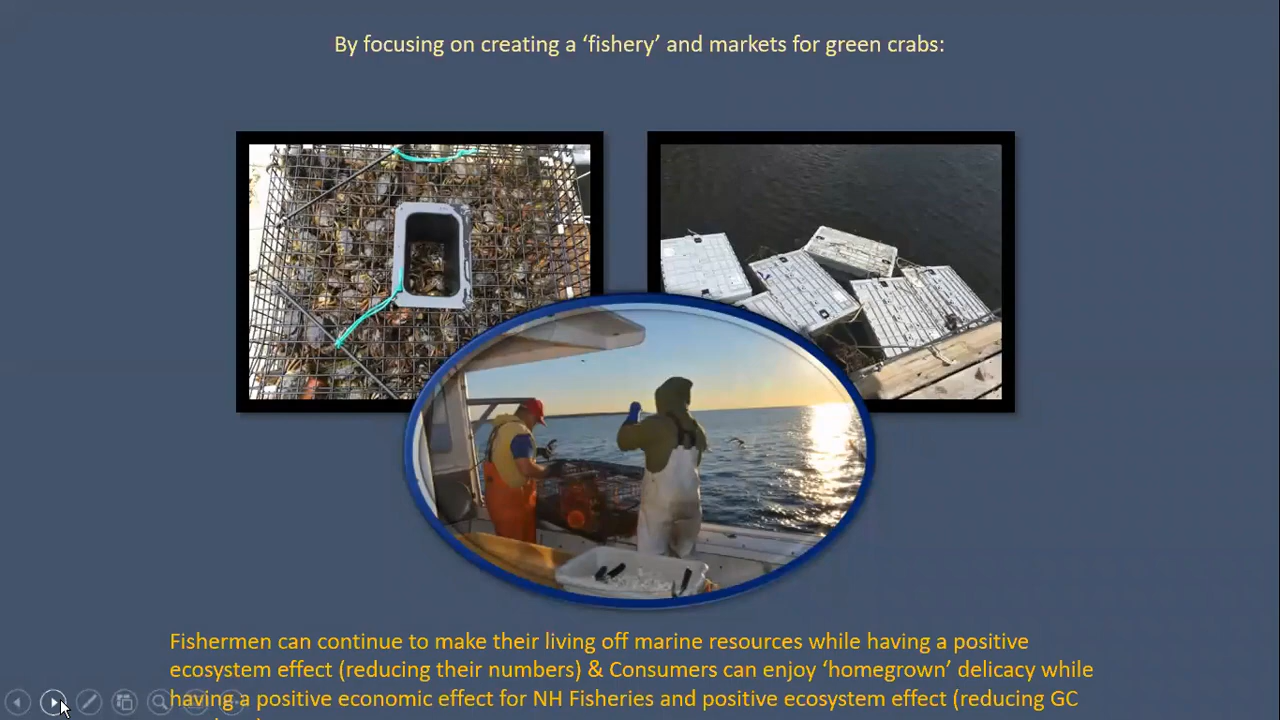 By focusing on creating a ‘fishery’ and markets for green crabs:
Fishermen can continue to make their living off marine resources while having a positive
ecosystem effect (reducing their numbers) & Consumers can enjoy ‘homegrown’ delicacy while
having a positive economic effect for NH Fisheries and positive ecosystem effect (reducing GC